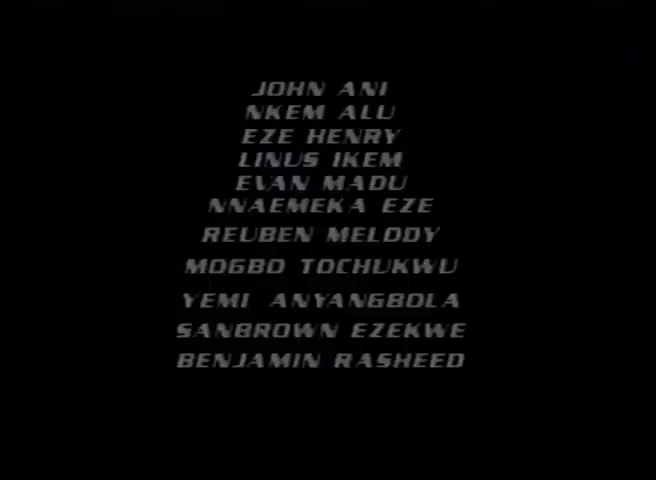 JOHN ANI
NKEM ALU
EZE HENRY
LINUS IKEM
EVAN MADU
NNAEMEKA EZE
REUBEN MELODY
MOGBO TOCHUKWU
YEMI ANYANGBOLA
SANBROWN EZEKWE
BENJAMIN RASHEED